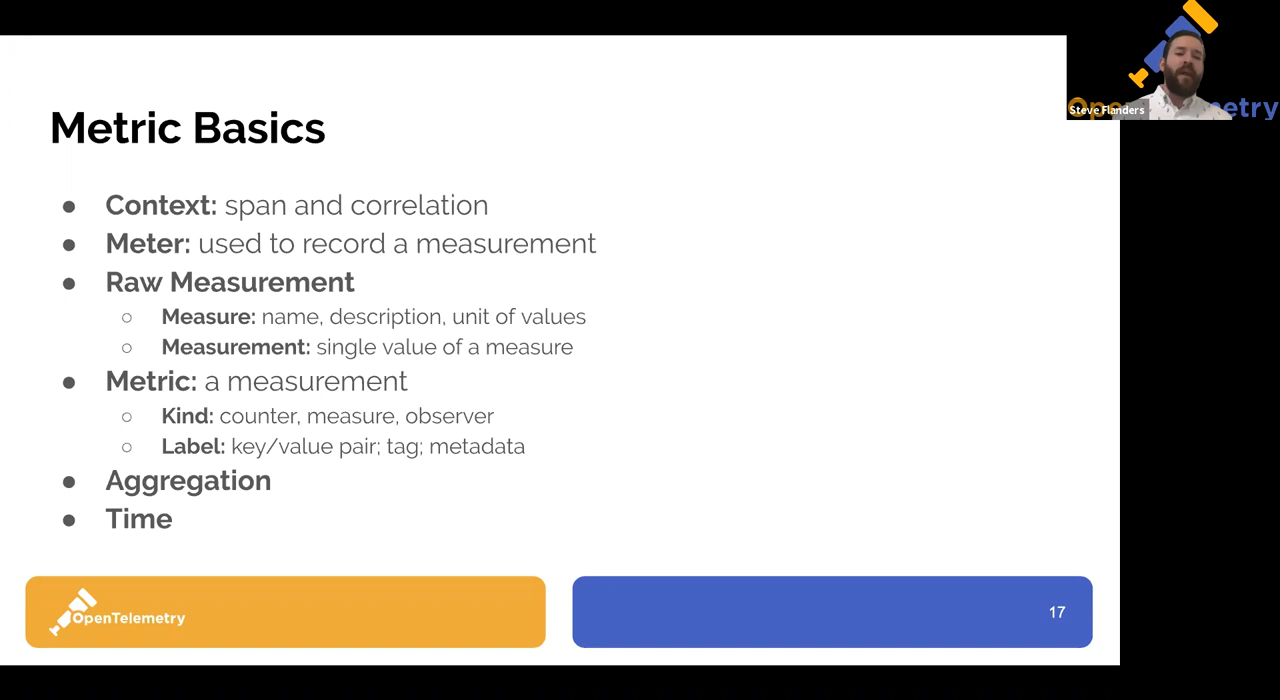 Metric Basics
● Context: span and correlation
● Meter: used to record a measurement
● Raw Measurement
○ Measure: name, description, unit of values
○ Measurement: single value of a measure
● Metric: a measurement
○ Kind: counter, measure, observer
○ Label: key/value pair; tag; metadata
● Aggregation
● Time
OpenTelemetry
17
Steve Flanders